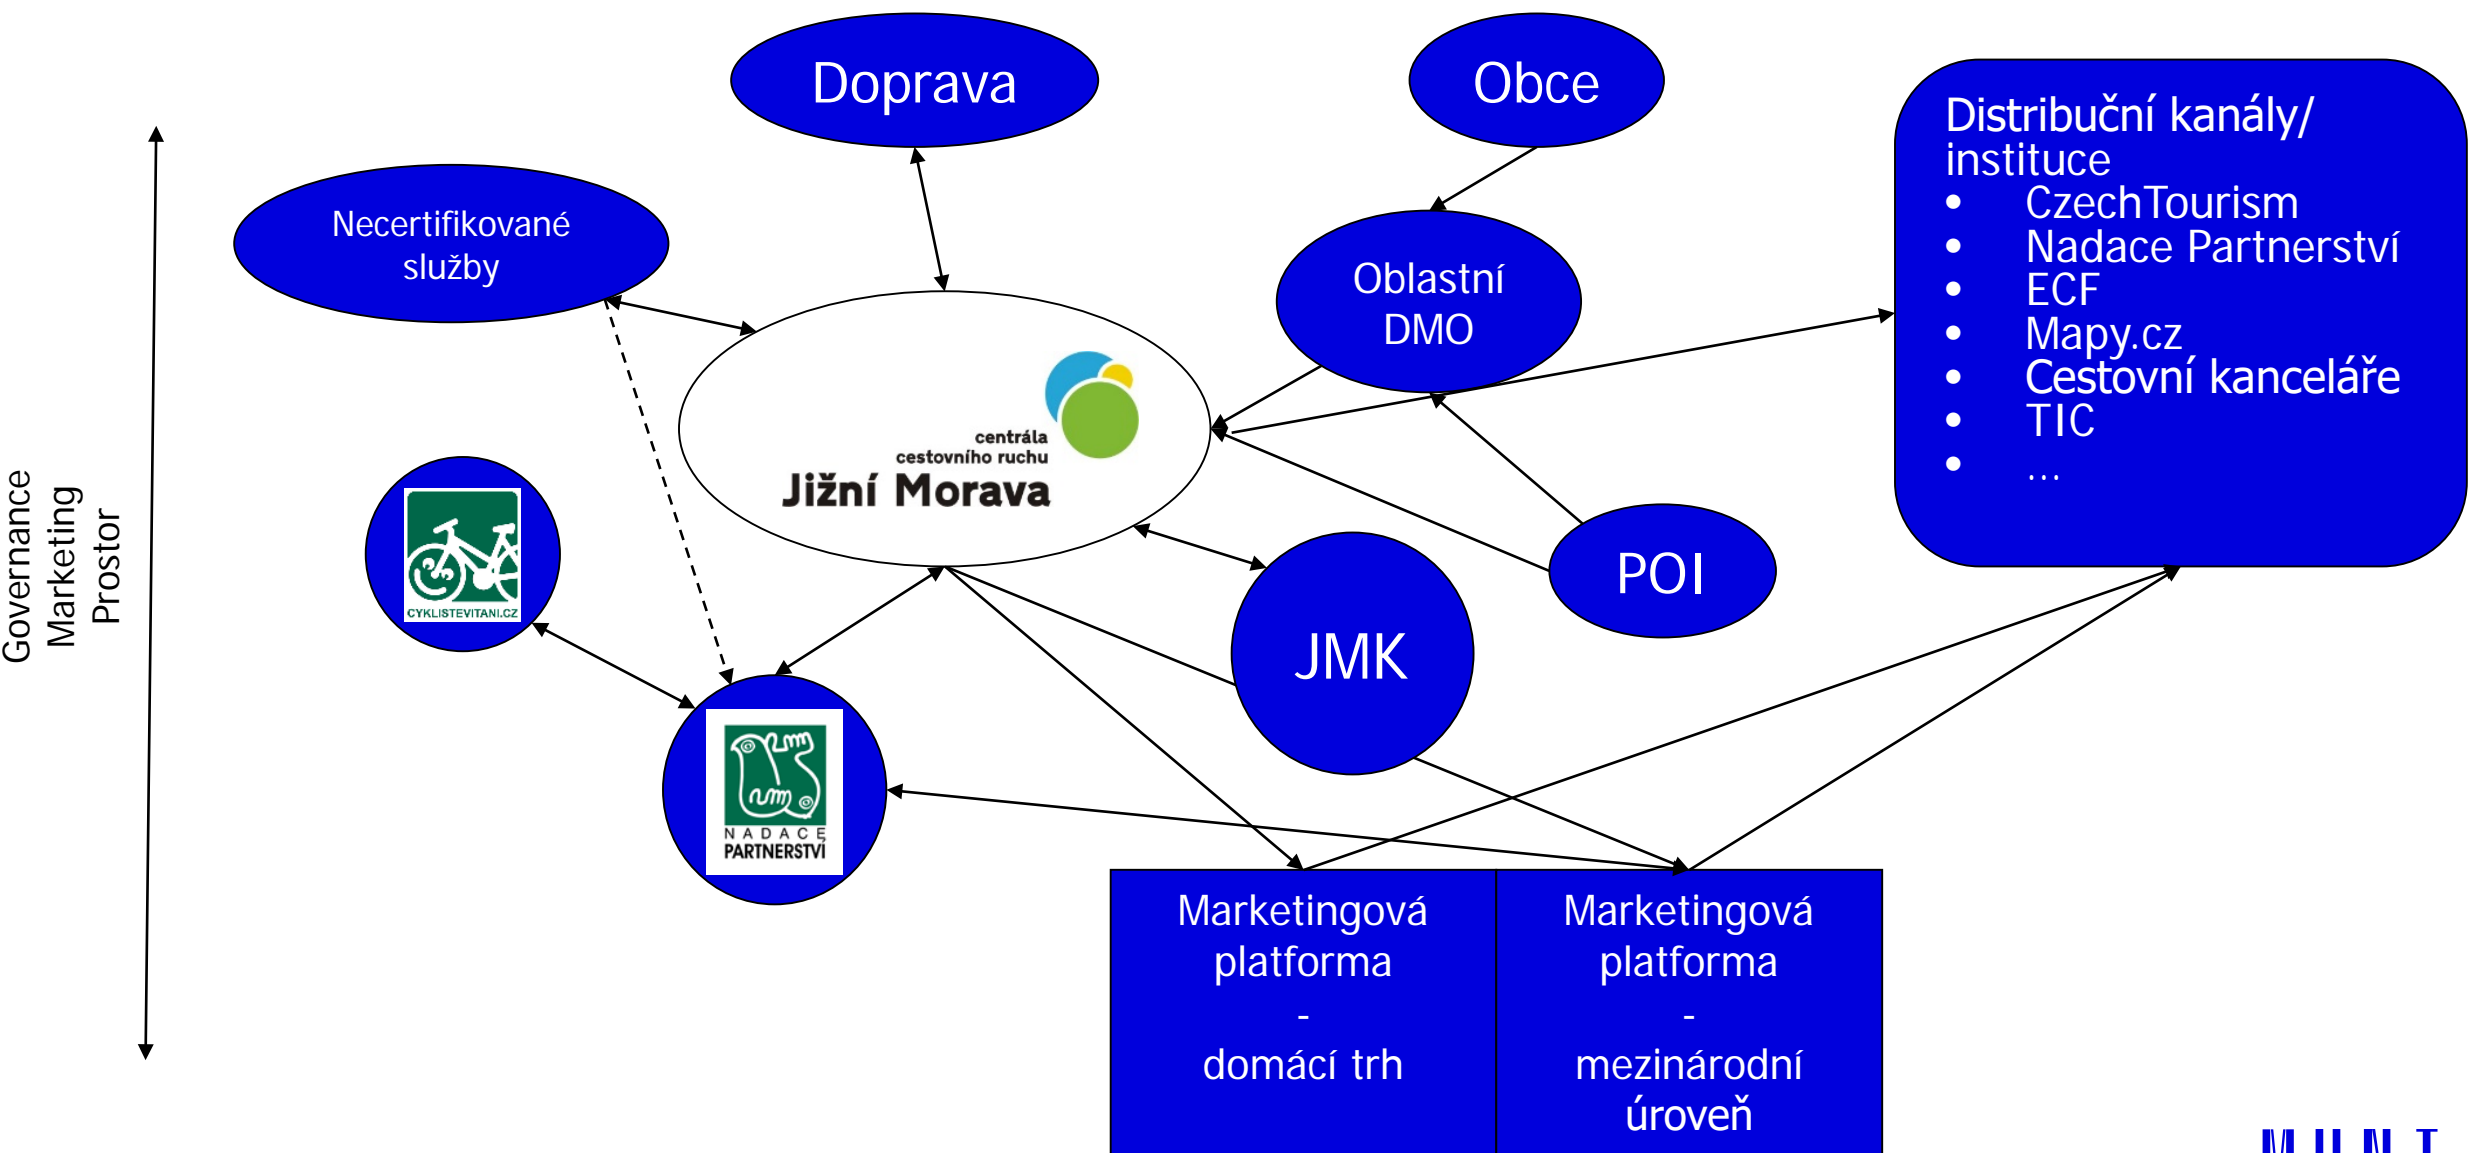 Doprava
Obce
Distribuční kanály/
instituce
• CzechTourism
• Nadace Partnerství
• ECF
• Mapy.cz
• Cestovní kanceláře
• TIC
• ...
Necertifikované
služby
Oblastní
DMO
centrála
cestovního ruchu
Jižní Morava
Governance
Marketing
Prostor
CYKLISTEVITANI.CZ
POI
JMK
NADACE
PARTNERSTVÍ
Marketingová
platforma
-
domácí trh
Marketingová
platforma
-
mezinárodní
úroveň